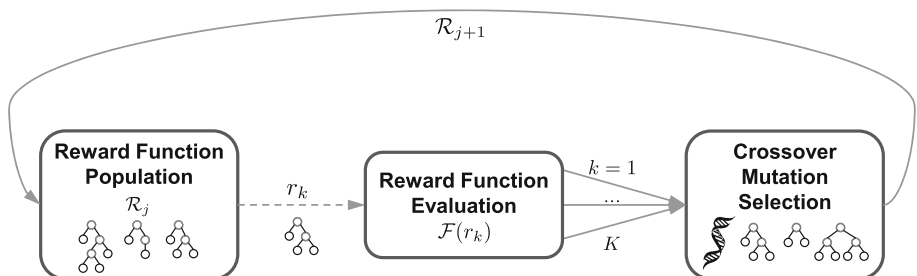 R_{j+1}
Reward Function
Population
R_j
r_k
Reward Function
Evaluation
F(r_k)
k = 1
...
K
Crossover
Mutation
Selection